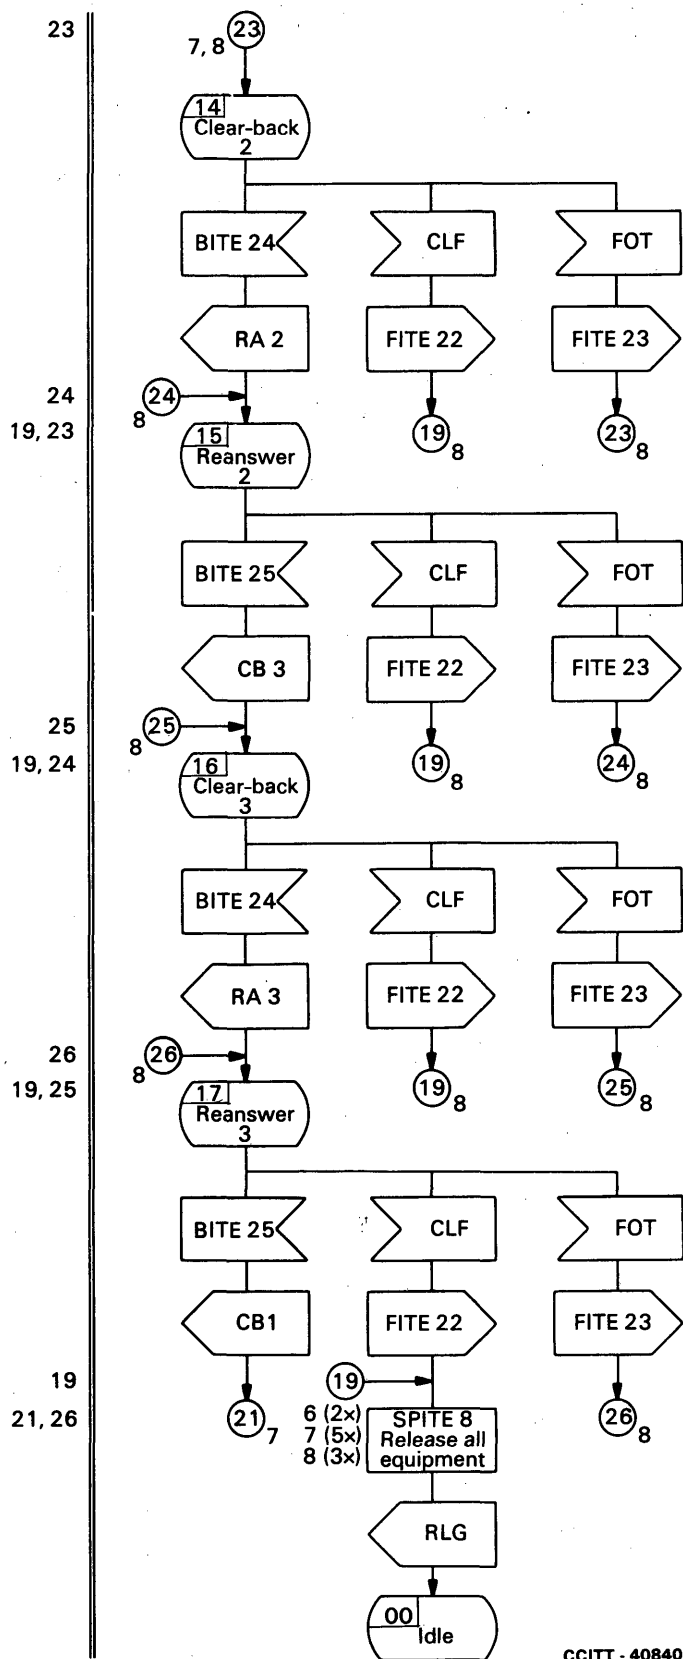 23
23
7, 8
14
Clear-back
2
BITE 24
CLF
FOT
RA 2
FITE 22
FITE 23
24
24
8
19
8
23
8
19, 23
15
Reanswer
2
BITE 25
CLF
FOT
CB 3
FITE 22
FITE 23
25
25
8
19
8
24
8
19, 24
16
Clear-back
3
BITE 24
CLF
FOT
RA 3
FITE 22
FITE 23
26
26
8
19
8
25
8
19, 25
17
Reanswer
3
BITE 25
CLF
FOT
CB1
FITE 22
FITE 23
19
19
21, 26
21
7
6 (2×)
7 (5×)
8 (3×)
SPITE 8
Release all
equipment
26
8
RLG
00
Idle
CCITT - 40840